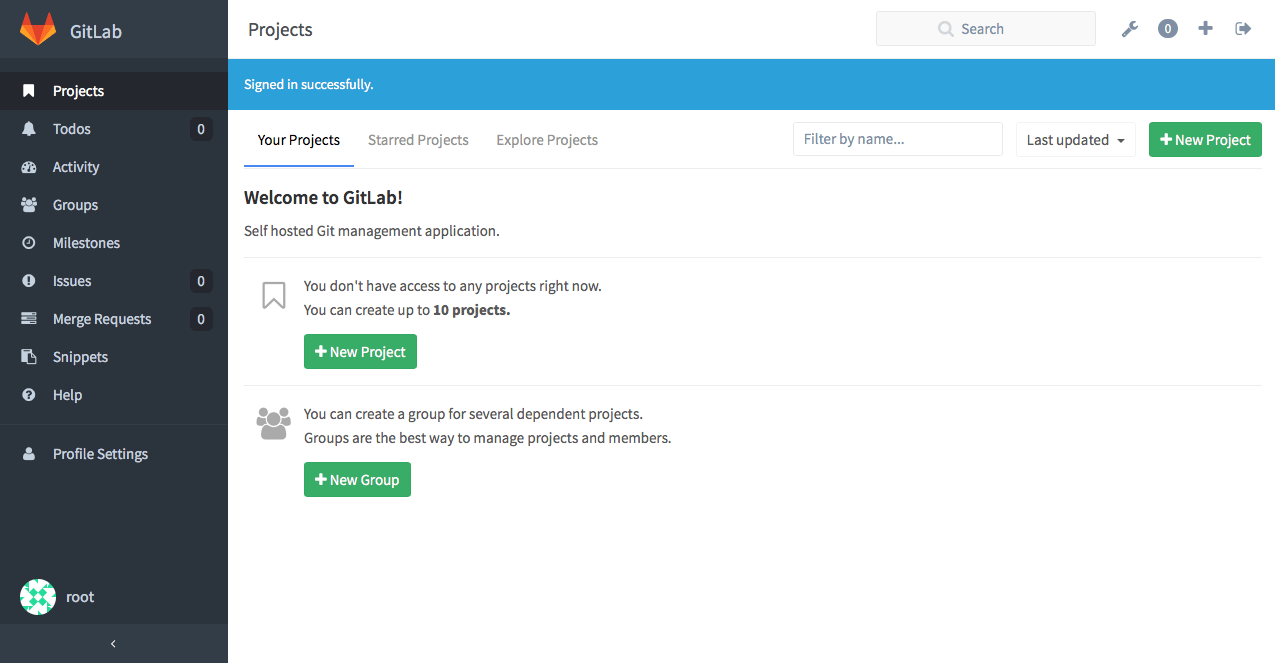 GitLab
Projects
Search
0
Signed in successfully.
Projects
Todos 0
Activity
Groups
Milestones
Issues 0
Merge Requests 0
Snippets
Help
Profile Settings
root
Your Projects Starred Projects Explore Projects Filter by name... Last updated New Project
Welcome to GitLab!
Self hosted Git management application.
You don't have access to any projects right now.
You can create up to 10 projects.
New Project
You can create a group for several dependent projects.
Groups are the best way to manage projects and members.
New Group